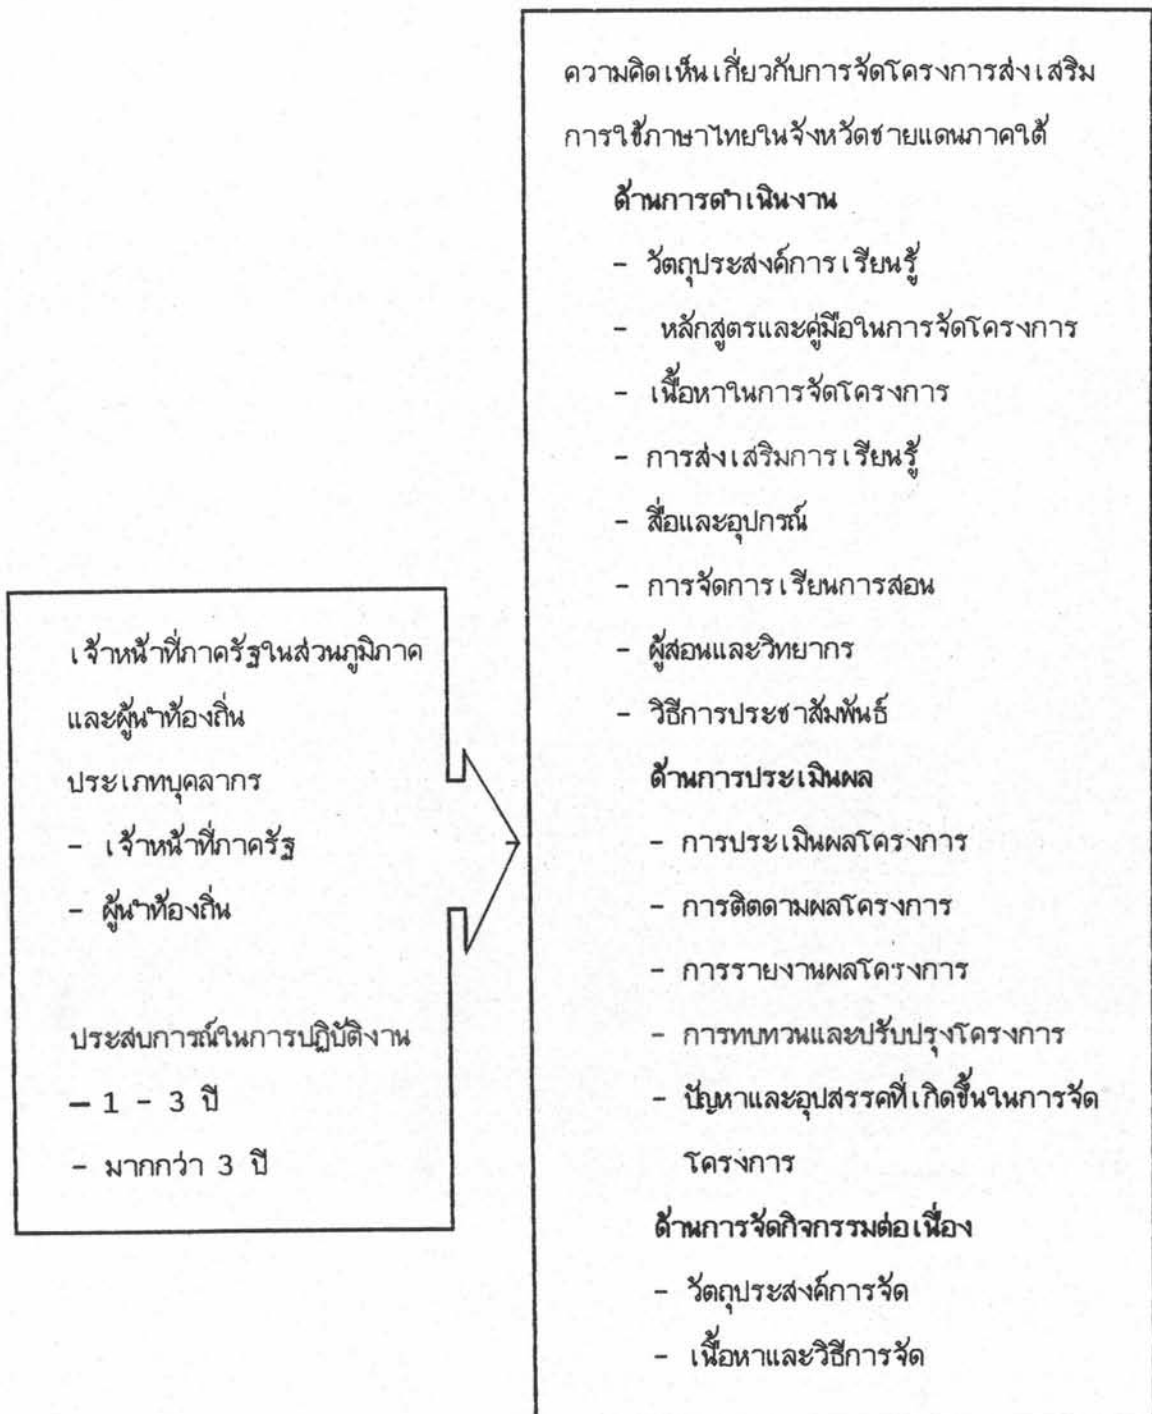 เจ้าหน้าที่ภาครัฐในส่วนภูมิภาค
และผู้นำท้องถิ่น
ประเภทบุคลากร
- เจ้าหน้าที่ภาครัฐ
- ผู้นำท้องถิ่น
ประสบการณ์ในการปฏิบัติงาน
- 1 - 3 ปี
- มากกว่า 3 ปี
ความคิดเห็นเกี่ยวกับการจัดโครงการส่งเสริม
การใช้ภาษาไทยในจังหวัดชายแดนภาคใต้
ด้านการดำเนินงาน
- วัตถุประสงค์การเรียนรู้
- หลักสูตรและคู่มือในการจัดโครงการ
- เนื้อหาในการจัดโครงการ
- การส่งเสริมการเรียนรู้
- สื่อและอุปกรณ์
- การจัดการเรียนการสอน
- ผู้สอนและวิทยากร
- วิธีการประชาสัมพันธ์
ด้านการประเมินผล
- การประเมินผลโครงการ
- การติดตามผลโครงการ
- การรายงานผลโครงการ
- การทบทวนและปรับปรุงโครงการ
- ปัญหาและอุปสรรคที่เกิดขึ้นในการจัด
โครงการ
ด้านการจัดกิจกรรมต่อเนื่อง
- วัตถุประสงค์การจัด
- เนื้อหาและวิธีการจัด